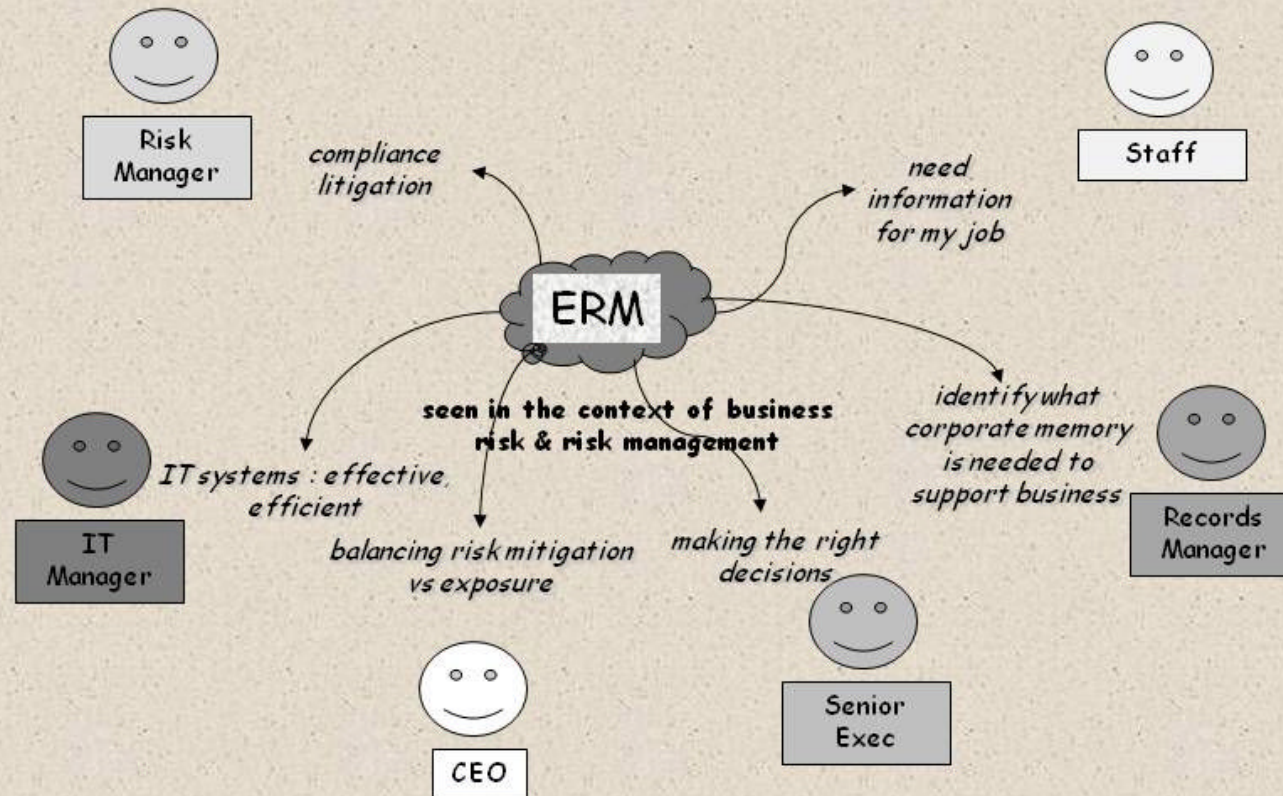 Risk
Manager
compliance
litigation
need
information
for my job
Staff
ERM
seen in the context of business
risk & risk management
IT systems : effective,
efficient
IT
Manager
balancing risk mitigation
vs exposure
making the right
decisions
identify what
corporate memory
is needed to
support business
Records
Manager
CEO
Senior
Exec